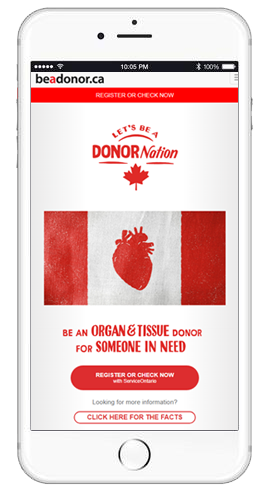 10:05 PM
100%
beadonor.ca
REGISTER OR CHECK NOW
LET'S BE A
DONOR Nation
BE AN ORGAN & TISSUE DONOR
FOR SOMEONE IN NEED
REGISTER OR CHECK NOW
with ServiceOntario
Looking for more information?
CLICK HERE FOR THE FACTS